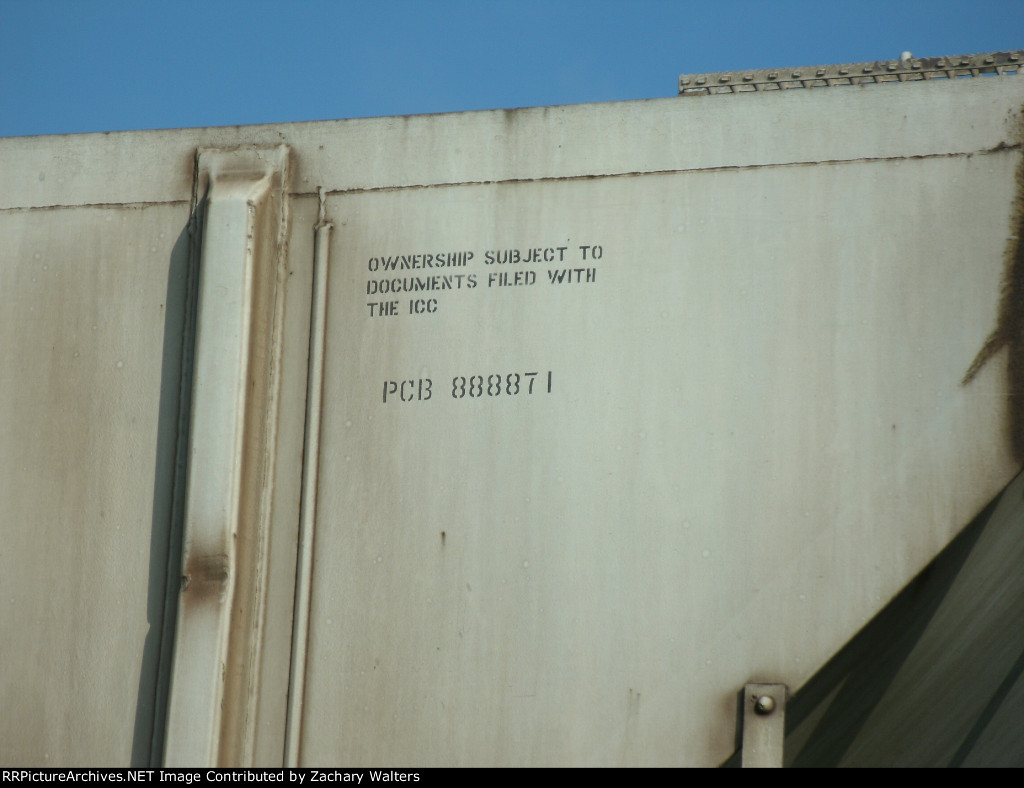 OWNERSHIP SUBJECT TO
DOCUMENTS FILED WITH
THE ICC
PCB 888871
RRPictureArchives.NET Image Contributed by Zachary Walters